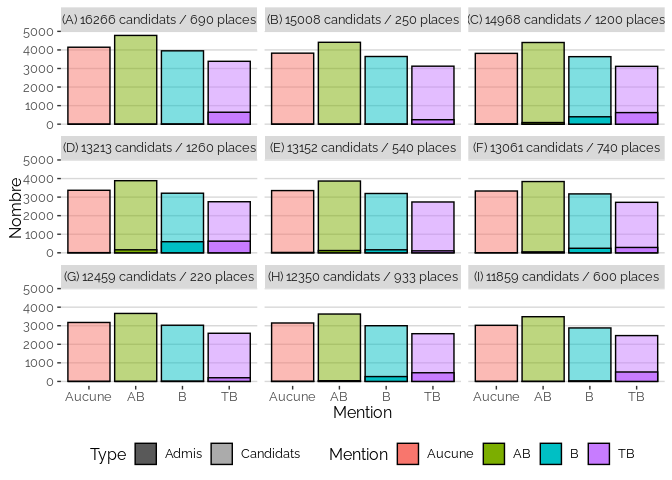 (A) 16266 candidats / 690 places (B) 15008 candidats / 250 places (C) 14968 candidats / 1200 places
5000
4000
3000
2000
1000
0
(D) 13213 candidats / 1260 places (E) 13152 candidats / 540 places (F) 13061 candidats / 740 places
5000
4000
3000
2000
1000
0
Nombre
(G) 12459 candidats / 220 places (H) 12350 candidats / 933 places (I) 11859 candidats / 600 places
5000
4000
3000
2000
1000
0
Aucune AB B TB Aucune AB B TB Aucune AB B TB
Mention
Type Admis Candidats Mention Aucune AB B TB